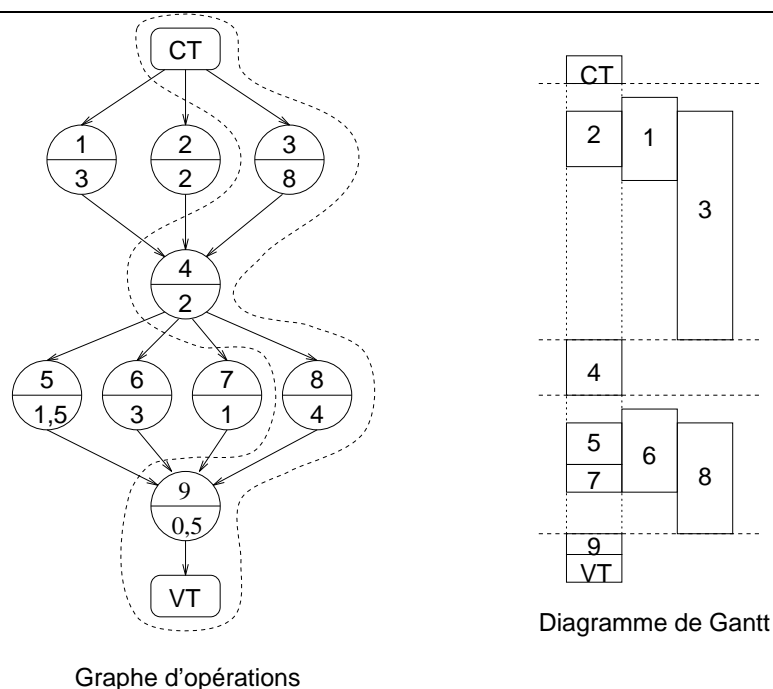 CT
1 2 3
3 2 8
4
2
5 6 7 8
1,5 3 1 4
9
0,5
VT
Graphe d'opérations
CT
2 1
3
4
5 6 8
7
9
VT
Diagramme de Gantt